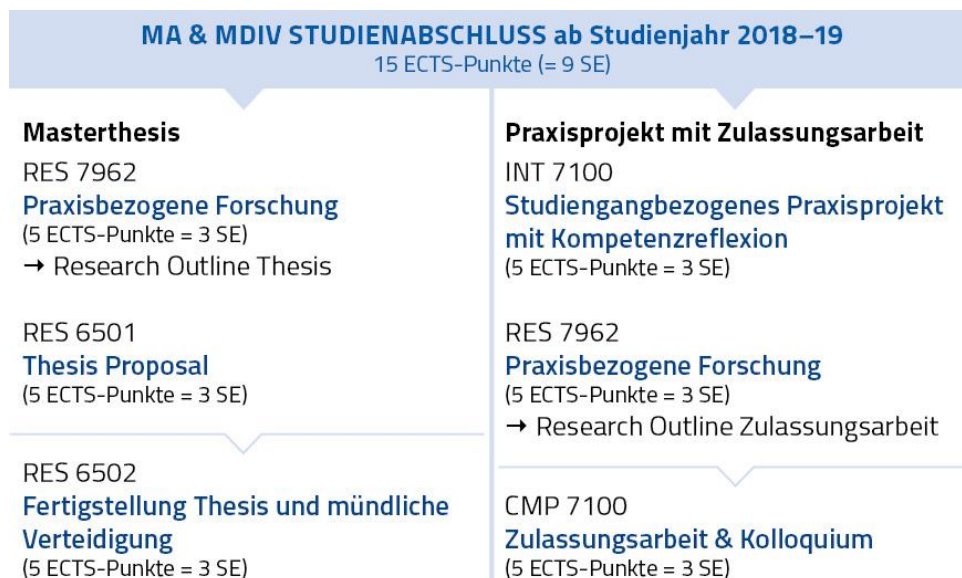 MA & MDIV STUDIENABSCHLUSS ab Studienjahr 2018–19
15 ECTS-Punkte (= 9 SE)
Masterthesis
RES 7962
Praxisbezogene Forschung
(5 ECTS-Punkte = 3 SE)
→ Research Outline Thesis
RES 6501
Thesis Proposal
(5 ECTS-Punkte = 3 SE)
RES 6502
Fertigstellung Thesis und mündliche
Verteidigung
(5 ECTS-Punkte = 3 SE)
Praxisprojekt mit Zulassungsarbeit
INT 7100
Studiengangbezogenes Praxisprojekt
mit Kompetenzreflexion
(5 ECTS-Punkte = 3 SE)
RES 7962
Praxisbezogene Forschung
(5 ECTS-Punkte = 3 SE)
→ Research Outline Zulassungsarbeit
CMP 7100
Zulassungsarbeit & Kolloquium
(5 ECTS-Punkte = 3 SE)